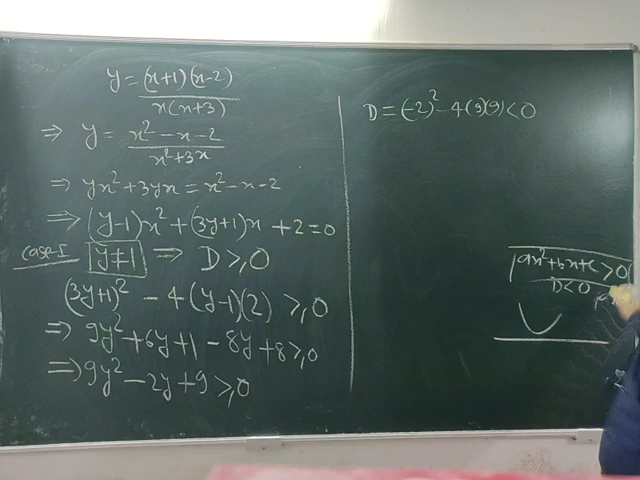 y = (x+1)(x-2) / x(x+3)
⇒ y = x² - x - 2 / x² + 3x
⇒ yx² + 3yx = x² - x - 2
⇒ (y-1)x² + (3y+1)x + 2 = 0
Case-I y≠1 ⇒ D ≥ 0
(3y+1)² - 4(y-1)(2) ≥ 0
⇒ 9y² + 6y + 1 - 8y + 8 ≥ 0
⇒ 9y² - 2y + 9 ≥ 0
D = (-2)² - 4(9)(9) < 0
ax² + bx + c > 0
D < 0